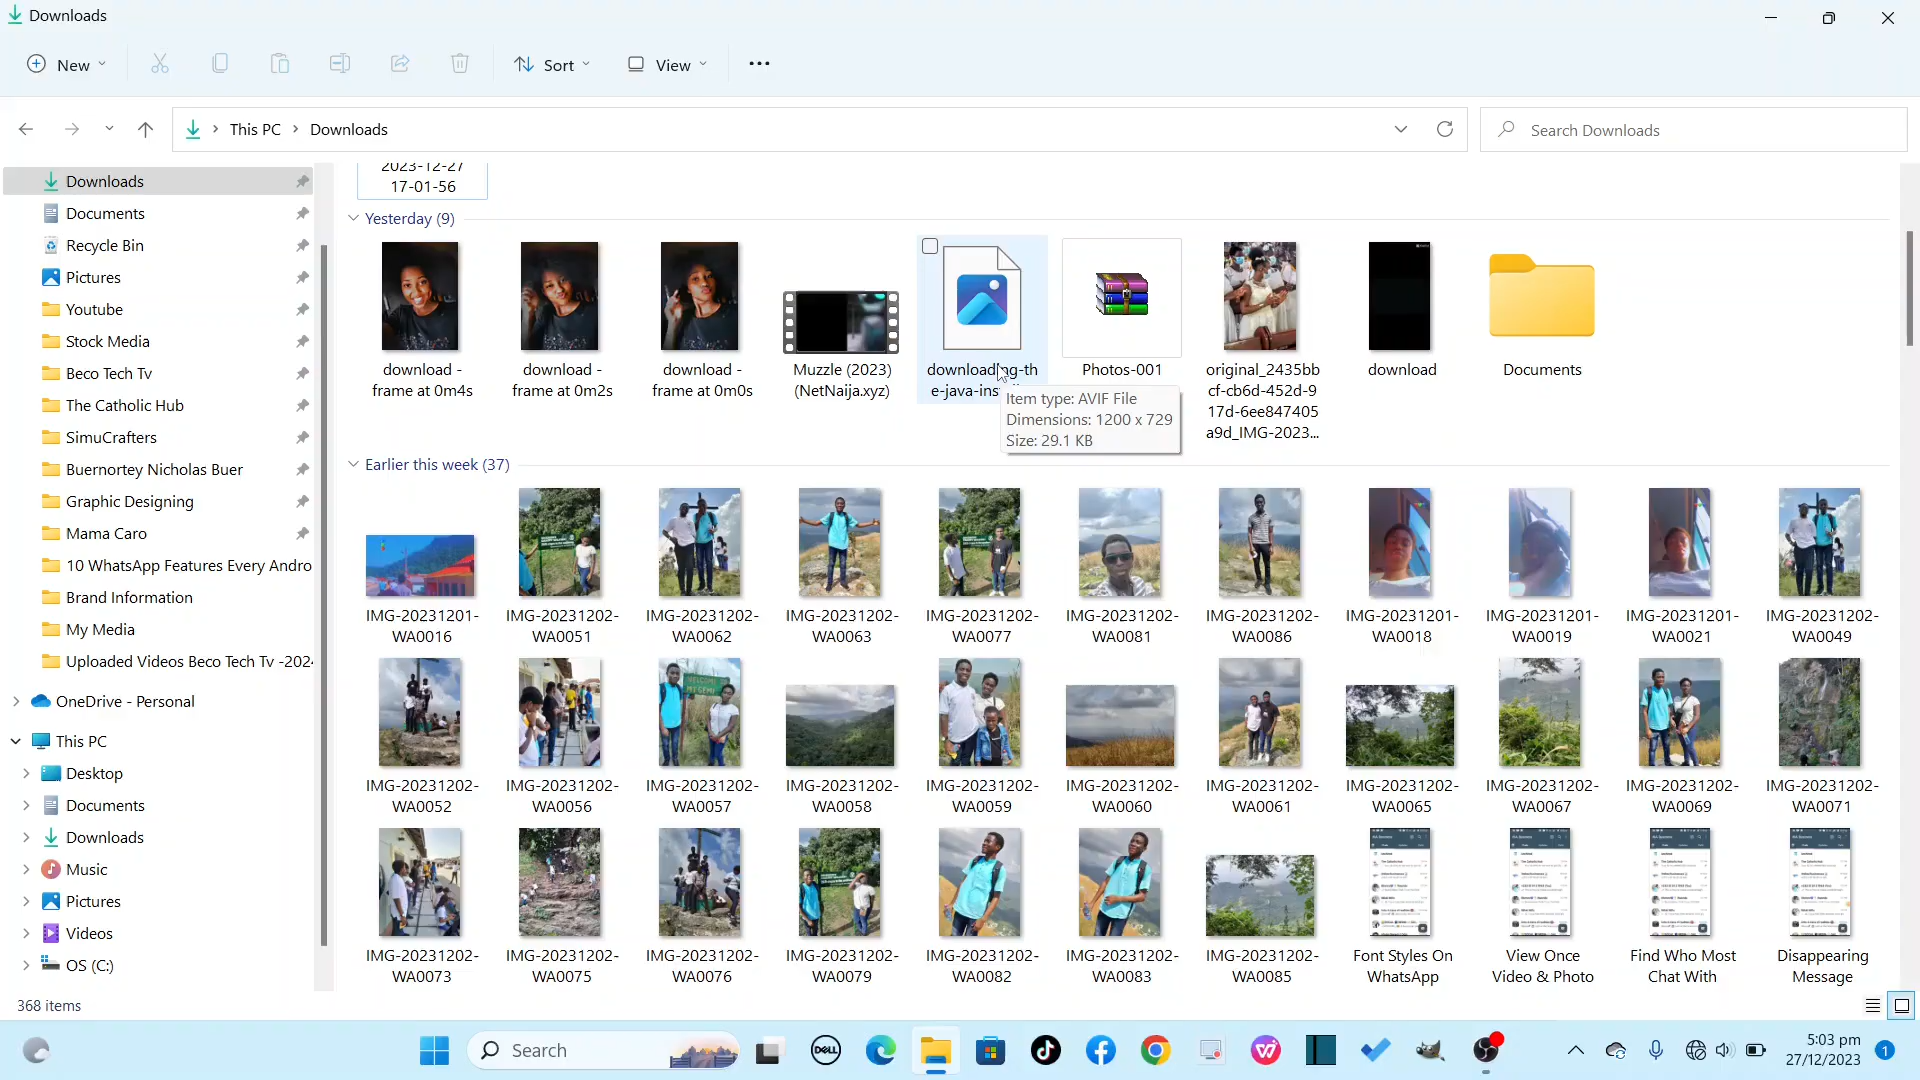 Downloads
New
Sort
View
This PC
Downloads
Search Downloads
Downloads
Documents
Recycle Bin
Pictures
Youtube
Stock Media
Beco Tech Tv
The Catholic Hub
SimuCrafters
Buernortey Nicholas Buer
Graphic Designing
Mama Caro
10 WhatsApp Features Every Andro
Brand Information
My Media
Uploaded Videos Beco Tech Tv -202
OneDrive - Personal
This PC
Desktop
Documents
Downloads
Music
Pictures
Videos
OS (C:)
2023-12-27
17-01-56
Yesterday (9)
download -
frame at 0m4s
download -
frame at 0m2s
download -
frame at 0m0s
Muzzle (2023)
(NetNaija.xyz)
downloading-th
e-java-ins
Photos-001
original_2435bb
cf-cb6d-452d-9
17d-6ee847405
a9d_IMG-2023...
download
Documents
Item type: AVIF File
Dimensions: 1200 x 729
Size: 29.1 KB
Earlier this week (37)
IMG-20231201-
WA0016
IMG-20231202-
WA0051
IMG-20231202-
WA0062
IMG-20231202-
WA0063
IMG-20231202-
WA0077
IMG-20231202-
WA0081
IMG-20231202-
WA0086
IMG-20231201-
WA0018
IMG-20231201-
WA0019
IMG-20231201-
WA0021
IMG-20231202-
WA0049
IMG-20231202-
WA0052
IMG-20231202-
WA0056
IMG-20231202-
WA0057
IMG-20231202-
WA0058
IMG-20231202-
WA0059
IMG-20231202-
WA0060
IMG-20231202-
WA0061
IMG-20231202-
WA0065
IMG-20231202-
WA0067
IMG-20231202-
WA0069
IMG-20231202-
WA0071
IMG-20231202-
WA0073
IMG-20231202-
WA0075
IMG-20231202-
WA0076
IMG-20231202-
WA0079
IMG-20231202-
WA0082
IMG-20231202-
WA0083
IMG-20231202-
WA0085
Font Styles On
WhatsApp
View Once
Video & Photo
Find Who Most
Chat With
Disappearing
Message
368 items
Search
DELL
5:03 pm
27/12/2023
1